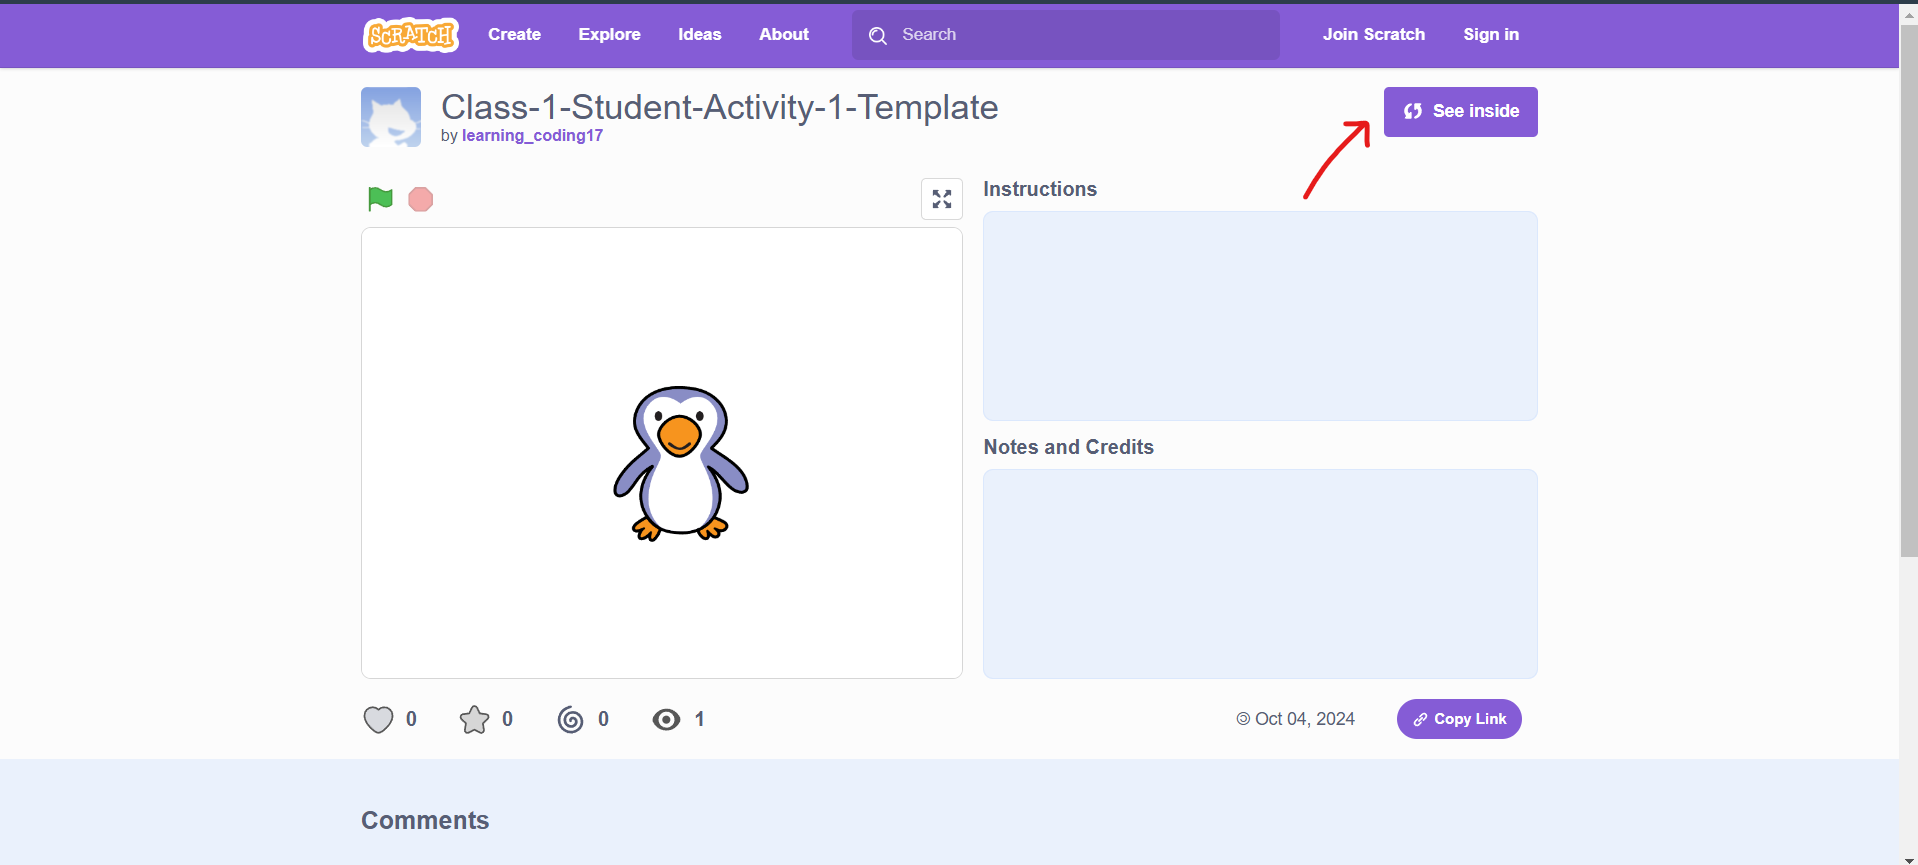 SCRATCH Create Explore Ideas About Search Join Scratch Sign in
Class-1-Student-Activity-1-Template
by learning_coding17
See inside
Instructions
Notes and Credits
0 0 0 1
Oct 04, 2024
Copy Link
Comments